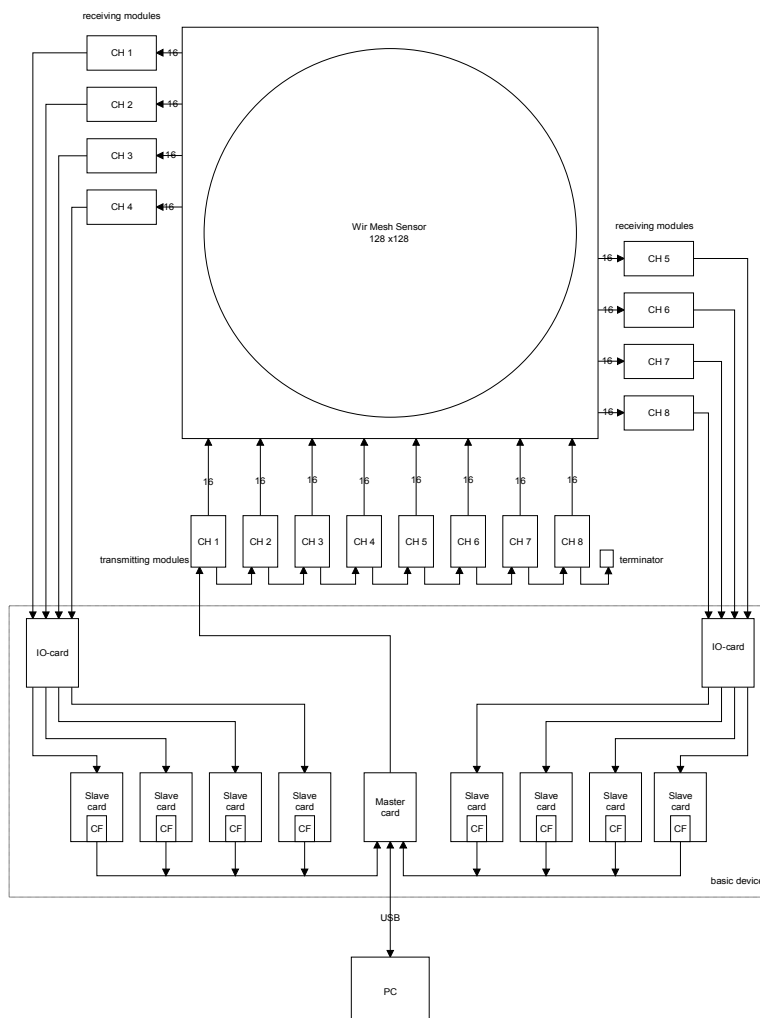 receiving modules
CH 1
16
CH 2
16
CH 3
16
CH 4
16
Wir Mesh Sensor
128 x128
receiving modules
16
CH 5
16
CH 6
16
CH 7
16
CH 8
16
16
16
16
16
16
16
16
CH 1
CH 2
CH 3
CH 4
CH 5
CH 6
CH 7
CH 8
transmitting modules
terminator
IO-card
IO-card
Slave
card
CF
Slave
card
CF
Slave
card
CF
Slave
card
CF
Master
card
Slave
card
CF
Slave
card
CF
Slave
card
CF
Slave
card
CF
basic device
USB
PC